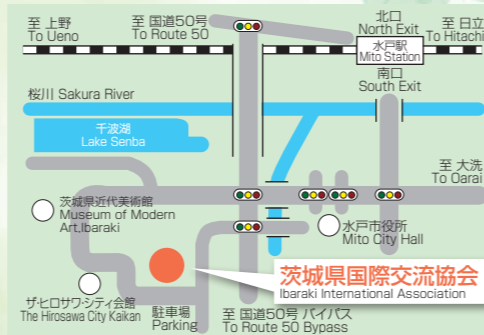 至 上野
To Ueno
至 国道50号
To Route 50
北口
North Exit
至 日立
To Hitachi
水戸駅
Mito Station
南口
South Exit
桜川 Sakura River
千波湖
Lake Senba
至 大洗
To Oarai
茨城県近代美術館
Museum of Modern
Art,Ibaraki
水戸市役所
Mito City Hall
茨城県国際交流協会
Ibaraki International Association
ザ・ヒロサワ・シティ会館
The Hirosawa City Kaikan
駐車場
Parking
至 国道50号 バイパス
To Route 50 Bypass